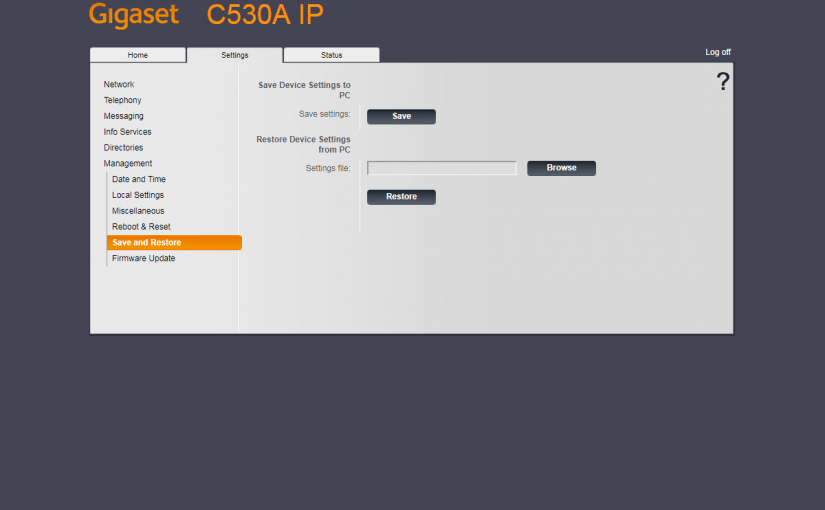 Gigaset C530A IP
Home Settings Status Log off
?
Network
Telephony
Messaging
Info Services
Directories
Management
Date and Time
Local Settings
Miscellaneous
Reboot & Reset
Save and Restore
Firmware Update
Save Device Settings to
PC
Save settings: Save
Restore Device Settings
from PC
Settings file: Browse
Restore